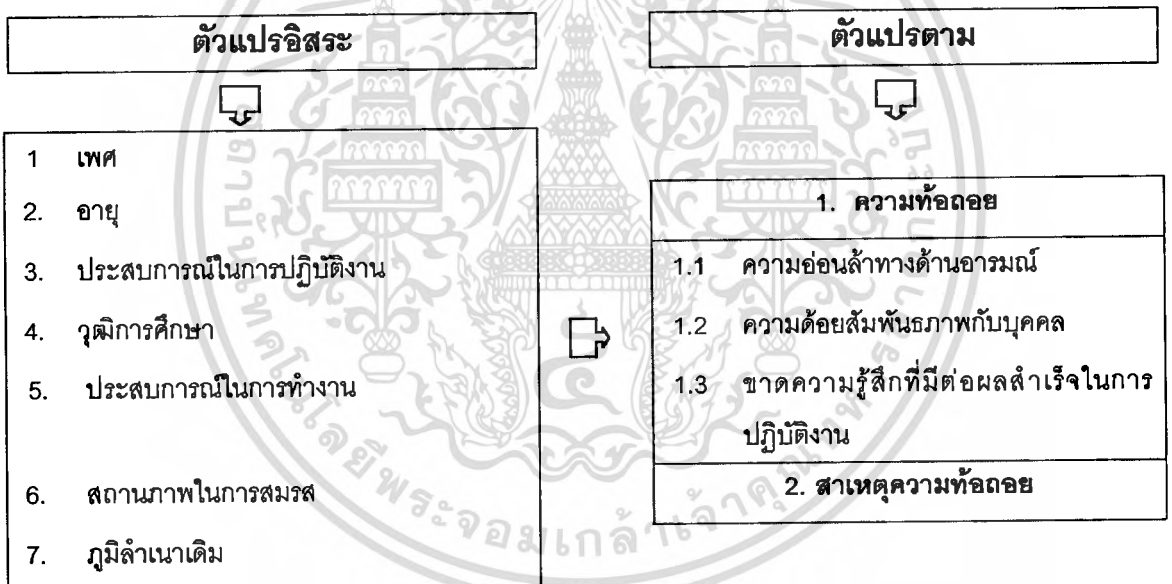 ตัวแปรอิสระ
1 เพศ
2. อายุ
3. ประสบการณ์ในการปฏิบัติงาน
4. วุฒิการศึกษา
5. ประสบการณ์ในการทำงาน
6. สถานภาพในการสมรส
7. ภูมิลำเนาเดิม
ตัวแปรตาม
1. ความท้อถอย
1.1 ความอ่อนล้าทางด้านอารมณ์
1.2 ความด้อยสัมพันธภาพกับบุคคล
1.3 ขาดความรู้สึกที่มีต่อผลสำเร็จในการ
ปฏิบัติงาน
2. สาเหตุความท้อถอย